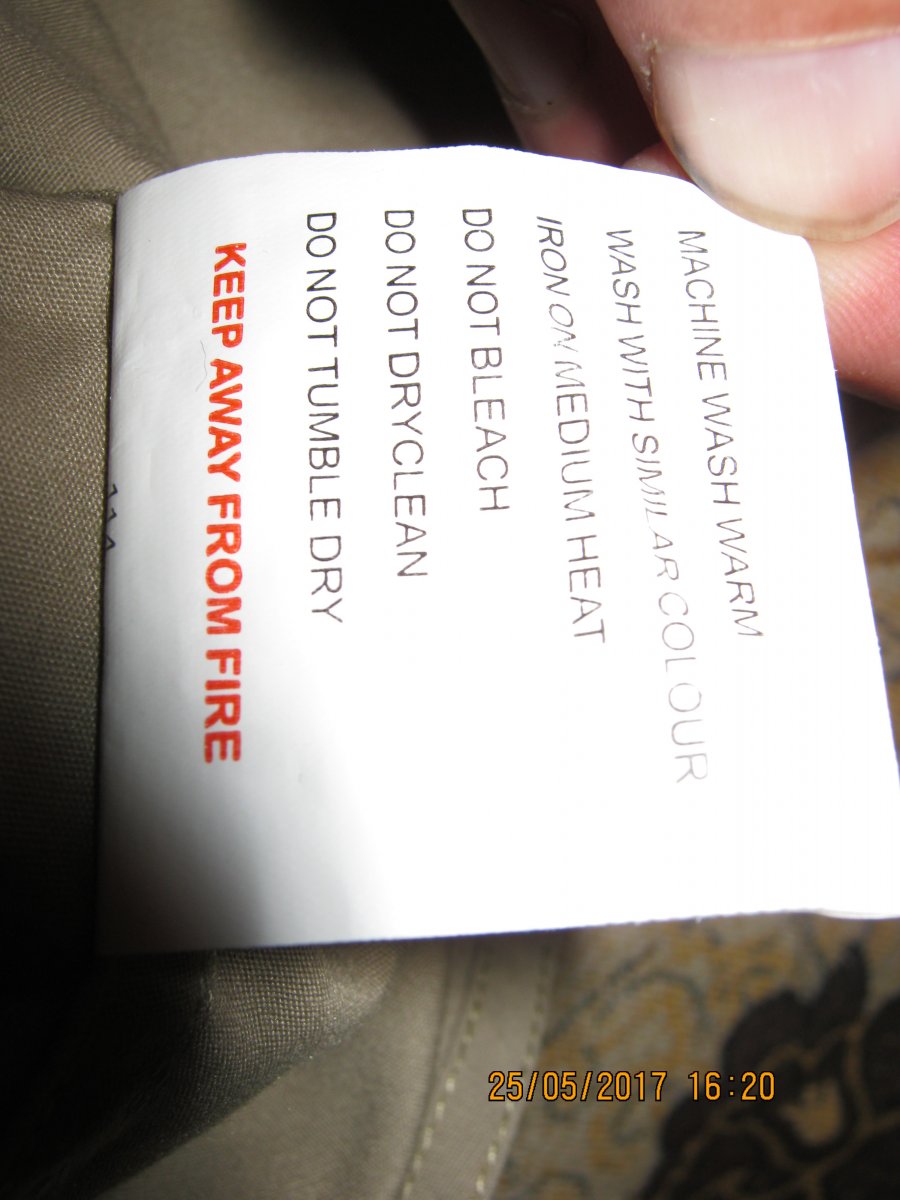 MACHINE WASH WARM
WASH WITH SIMILAR COLOUR
IRON ON MEDIUM HEAT
DO NOT BLEACH
DO NOT DRYCLEAN
DO NOT TUMBLE DRY
KEEP AWAY FROM FIRE
25/05/2017 16:20